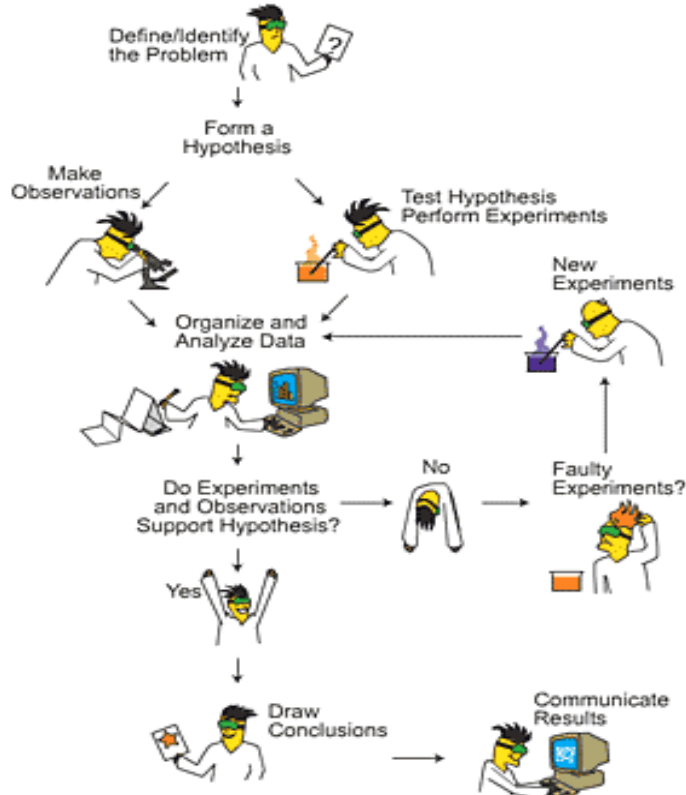 Define/Identify
the Problem
?
Form a
Hypothesis
Make
Observations
Test Hypothesis
Perform Experiments
New
Experiments
Organize and
Analyze Data
Do Experiments
and Observations
Support Hypothesis?
No
Faulty
Experiments?
Yes
Draw
Conclusions
Communicate
Results